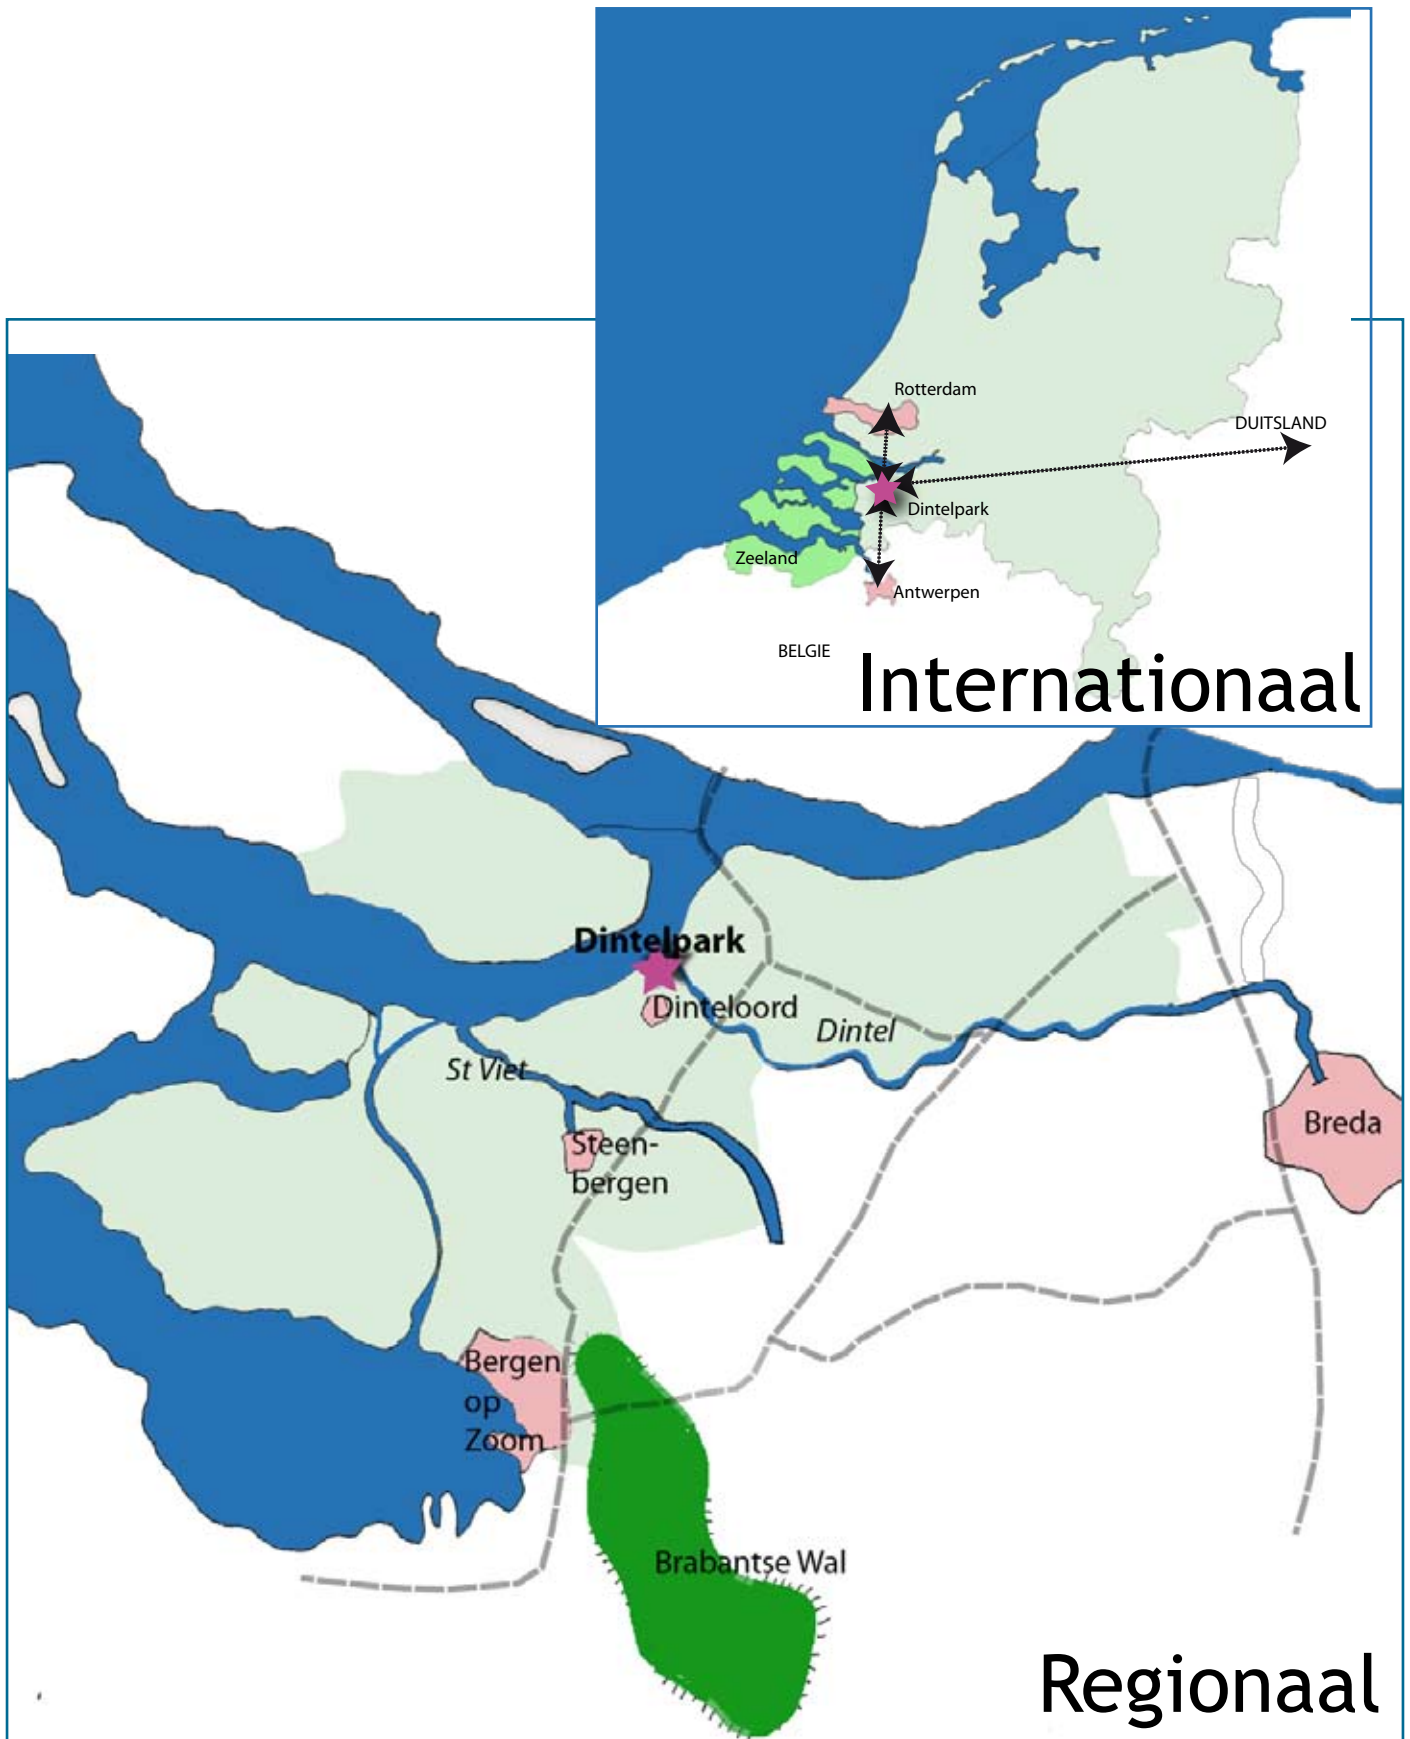 Rotterdam
DUITSLAND
Dintelpark
Zeeland
Antwerpen
BELGIE
Internationaal
Dintelpark
Dinteloord
Dintel
St Viet
Steen-
bergen
Breda
Bergen
op
Zoom
Brabantse Wal
Regionaal